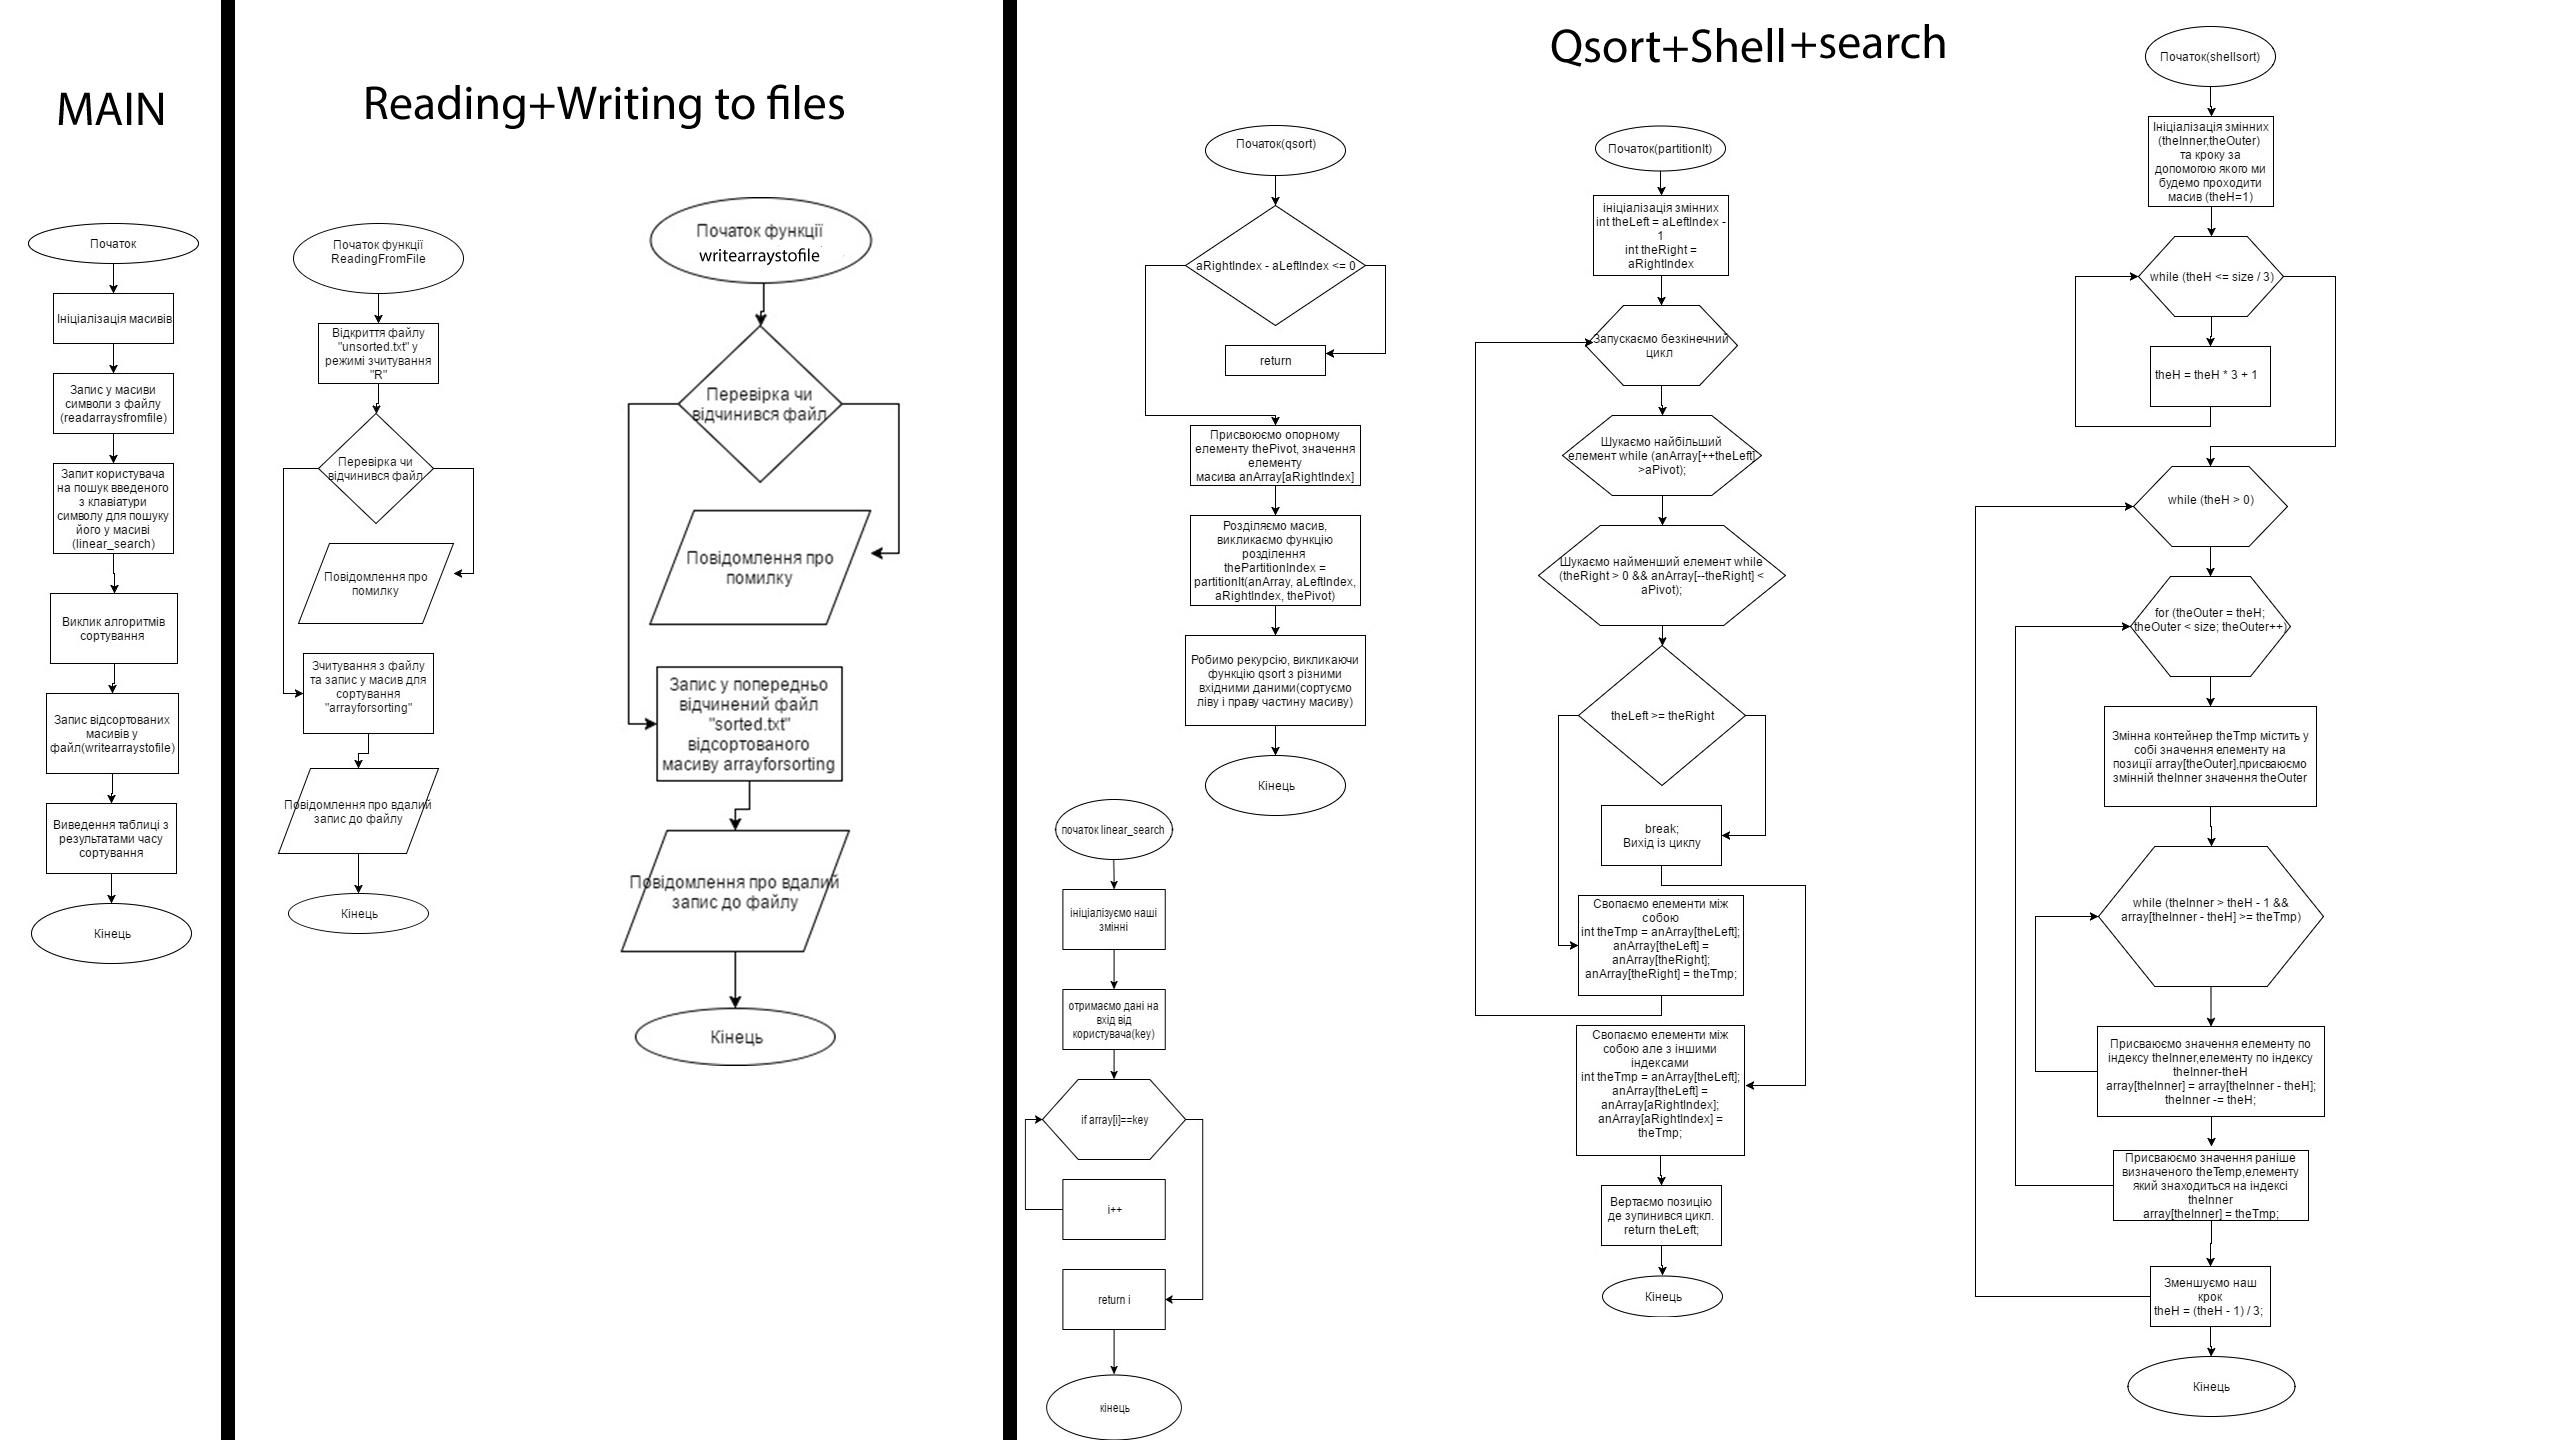 MAIN
Початок
Ініціалізація масивів
Запис у масиви
символи з файлу
(readarraysfromfile)
Запит користувача
на пошук введеного
з клавіатури
символу для пошуку
його у масиві
(linear_search)
Виклик алгоритмів
сортування
Запис відсортованих
масивів у
файл(writearraystofile)
Виведення таблиці з
результатами часу
сортування
Кінець
Reading+Writing to files
Початок функції
ReadingFromFile
Відкриття файлу
"unsorted.txt" у
режимі зчитування
"R"
Перевірка чи
відчинився файл
Повідомлення про
помилку
Зчитування з файлу
та запис у масив для
сортування
"arrayforsorting"
Повідомлення про вдалий
запис до файлу
Кінець
Початок функції
writearraystofile
Перевірка чи
відчинився файл
Повідомлення про
помилку
Запис у попередньо
відчинений файл
"sorted.txt"
відсортованого
масиву arrayforsorting
Повідомлення про вдалий
запис до файлу
Кінець
Qsort+Shell+search
Початок(qsort)
aRightIndex - aLeftIndex <= 0
return
Присвоюємо опорному
елементу thePivot, значення
елементу
масива anArray[aRightIndex]
Розділяємо масив,
викликаємо функцію
розділення
thePartitionIndex =
partitionIt(anArray, aLeftIndex,
aRightIndex, thePivot)
Робимо рекурсію, викликаючи
функцію qsort з різними
вхідними даними(сортуємо
ліву і праву частину масиву)
Кінець
початок linear_search
ініціалізуємо наші
змінні
отримаємо дані на
вхід від
користувача(key)
if array[i]==key
i++
return i
кінець
Початок(partitionIt)
ініціалізація змінних
int theLeft = aLeftIndex -
1
int theRight =
aRightIndex
Запускаємо безкінечний
цикл
Шукаємо найбільший
елемент while (anArray[++theLeft]
>aPivot);
Шукаємо найменший елемент while
(theRight > 0 && anArray[--theRight] <
aPivot);
theLeft >= theRight
break;
Вихід із циклу
Свопаємо елементи між
собою
int theTmp = anArray[theLeft];
anArray[theLeft] =
anArray[theRight];
anArray[theRight] = theTmp;
Свопаємо елементи між
собою але з іншими
індексами
int theTmp = anArray[theLeft];
anArray[theLeft] =
anArray[aRightIndex];
anArray[aRightIndex] =
theTmp;
Вертаємо позицію
де зупинився цикл.
return theLeft;
Кінець
Початок(shellsort)
Ініціалізація змінних
(theInner,theOuter)
та кроку за
допомогою якого ми
будемо проходити
масив (theH=1)
while (theH <= size / 3)
theH = theH * 3 + 1
while (theH > 0)
for (theOuter = theH;
theOuter < size; theOuter++)
Змінна контейнер theTmp містить у
собі значення елементу на
позиції array[theOuter],присваюємо
змінній theInner значення theOuter
while (theInner > theH - 1 &&
array[theInner - theH] >= theTmp)
Присваюємо значення елементу по
індексу theInner,елементу по індексу
theInner-theH
array[theInner] = array[theInner - theH];
theInner -= theH;
Присваюємо значення раніше
визначеного theTemp,елементу
який знаходиться на індексі
theInner
array[theInner] = theTmp;
Зменшуємо наш
крок
theH = (theH - 1) / 3;
Кінець